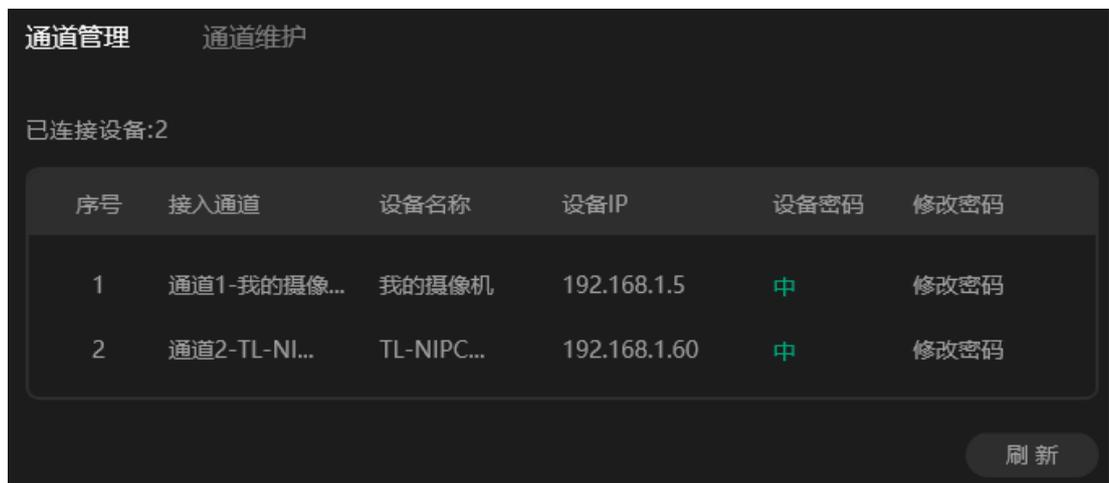 通道管理 通道维护
已连接设备:2
序号 接入通道 设备名称 设备IP 设备密码 修改密码
1 通道1-我的摄像... 我的摄像机 192.168.1.5 中 修改密码
2 通道2-TL-NI... TL-NIPC... 192.168.1.60 中 修改密码
刷 新